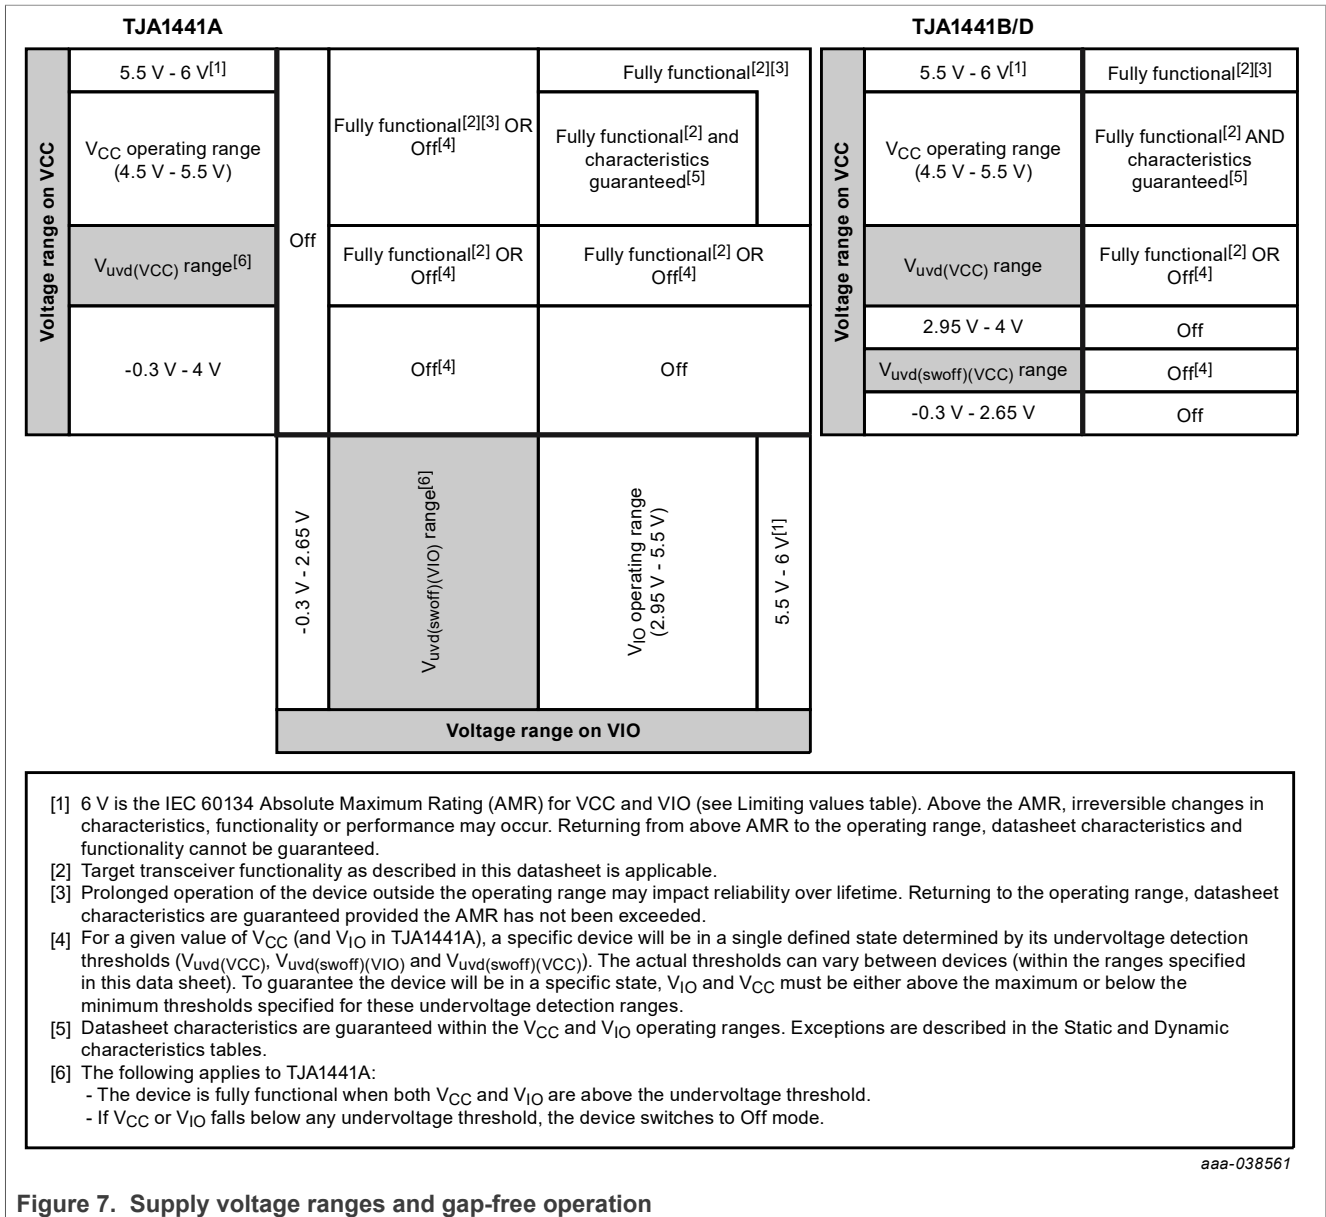 TJA1441A
TJA1441B/D
Voltage range on VCC
5.5 V - 6 V[1]
VCC operating range
(4.5 V - 5.5 V)
Vuvd(VCC) range[6]
-0.3 V - 4 V
Off
Fully functional[2][3] OR
Off[4]
Fully functional[2] OR
Off[4]
Off[4]
Fully functional[2][3]
Fully functional[2] and
characteristics
guaranteed[5]
Fully functional[2] OR
Off[4]
Off
-0.3 V - 2.65 V
Vuvd(swoff)(VIO) range[6]
VIO operating range
(2.95 V - 5.5 V)
5.5 V - 6 V[1]
Voltage range on VIO
Voltage range on VCC
5.5 V - 6 V[1]
Fully functional[2][3]
VCC operating range
(4.5 V - 5.5 V)
Fully functional[2] AND
characteristics
guaranteed[5]
Vuvd(VCC) range
Fully functional[2] OR
Off[4]
2.95 V - 4 V
Off
Vuvd(swoff)(VCC) range
Off[4]
-0.3 V - 2.65 V
Off
[1] 6 V is the IEC 60134 Absolute Maximum Rating (AMR) for VCC and VIO (see Limiting values table). Above the AMR, irreversible changes in
characteristics, functionality or performance may occur. Returning from above AMR to the operating range, datasheet characteristics and
functionality cannot be guaranteed.
[2] Target transceiver functionality as described in this datasheet is applicable.
[3] Prolonged operation of the device outside the operating range may impact reliability over lifetime. Returning to the operating range, datasheet
characteristics are guaranteed provided the AMR has not been exceeded.
[4] For a given value of VCC (and VIO in TJA1441A), a specific device will be in a single defined state determined by its undervoltage detection
thresholds (Vuvd(VCC), Vuvd(swoff)(VIO) and Vuvd(swoff)(VCC)). The actual thresholds can vary between devices (within the ranges specified
in this data sheet). To guarantee the device will be in a specific state, VIO and VCC must be either above the maximum or below the
minimum thresholds specified for these undervoltage detection ranges.
[5] Datasheet characteristics are guaranteed within the VCC and VIO operating ranges. Exceptions are described in the Static and Dynamic
characteristics tables.
[6] The following applies to TJA1441A:
- The device is fully functional when both VCC and VIO are above the undervoltage threshold.
- If VCC or VIO falls below any undervoltage threshold, the device switches to Off mode.
aaa-038561
Figure 7. Supply voltage ranges and gap-free operation